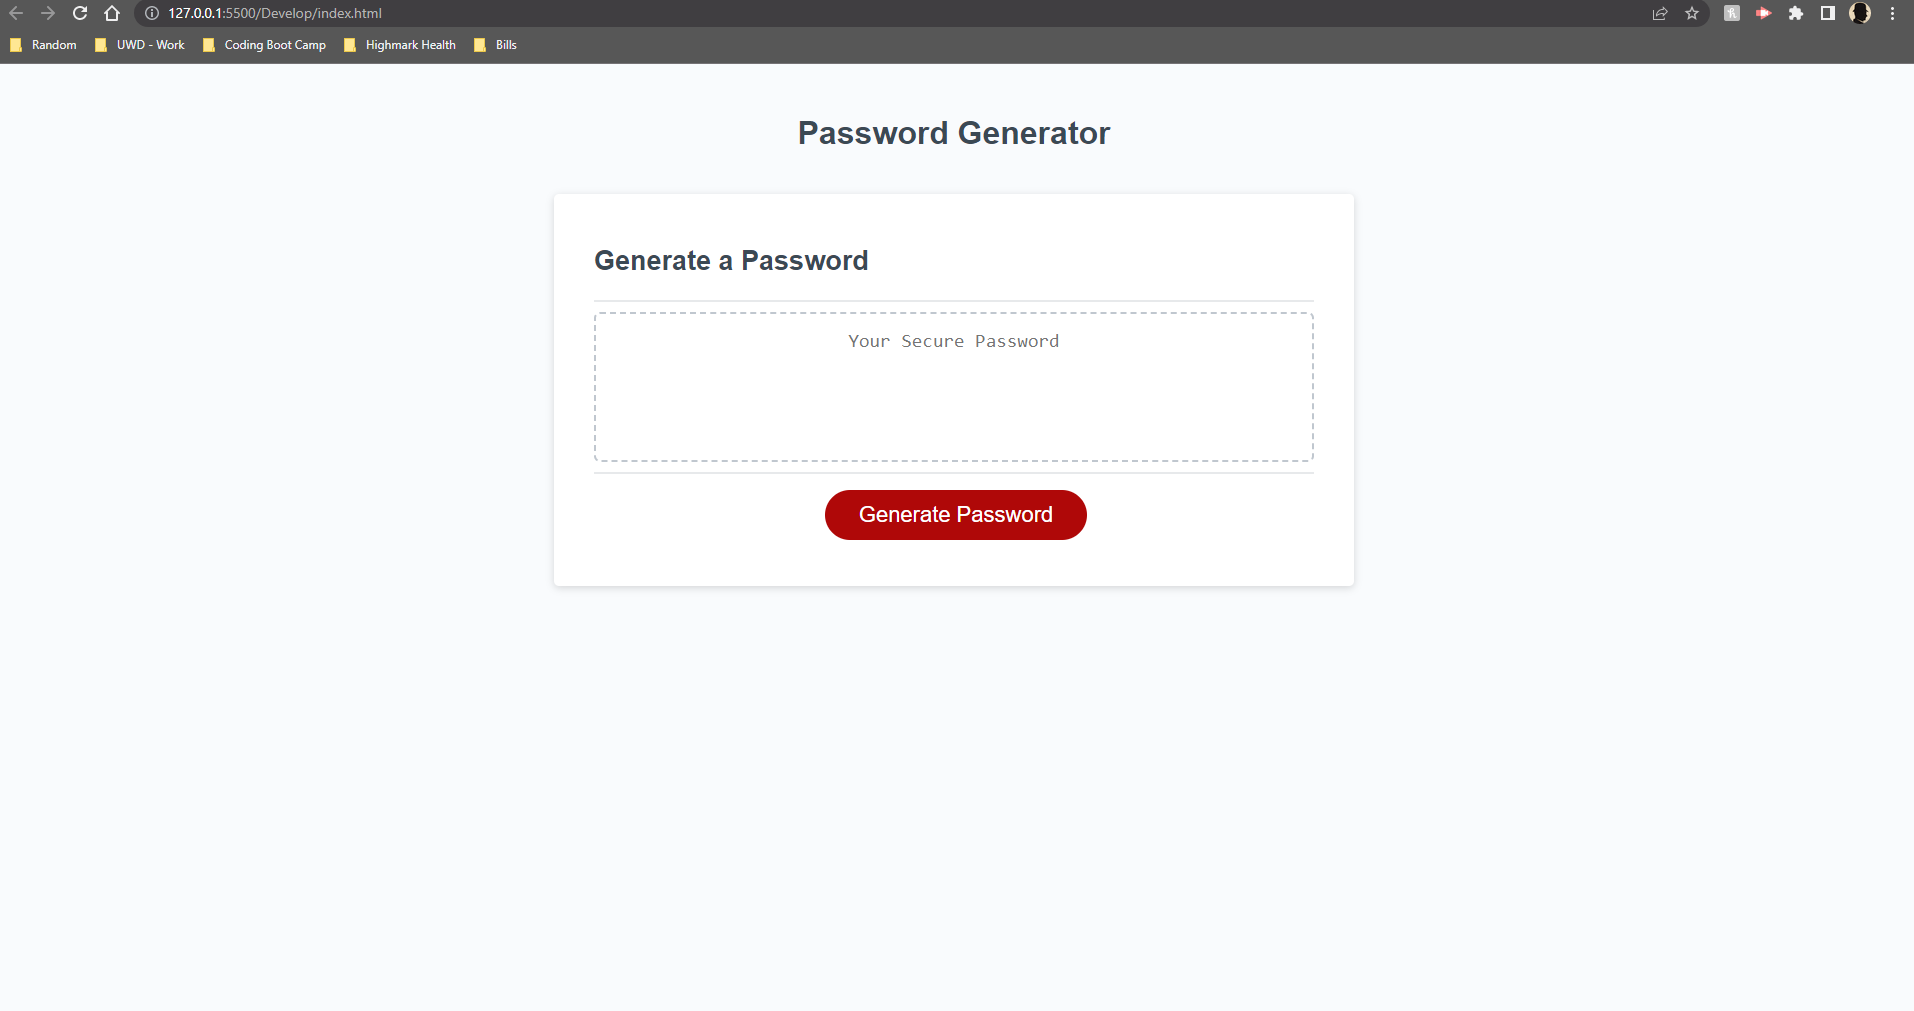 127.0.0.1:5500/Develop/index.html
Random UWD - Work Coding Boot Camp Highmark Health Bills
Password Generator
Generate a Password
Your Secure Password
Generate Password